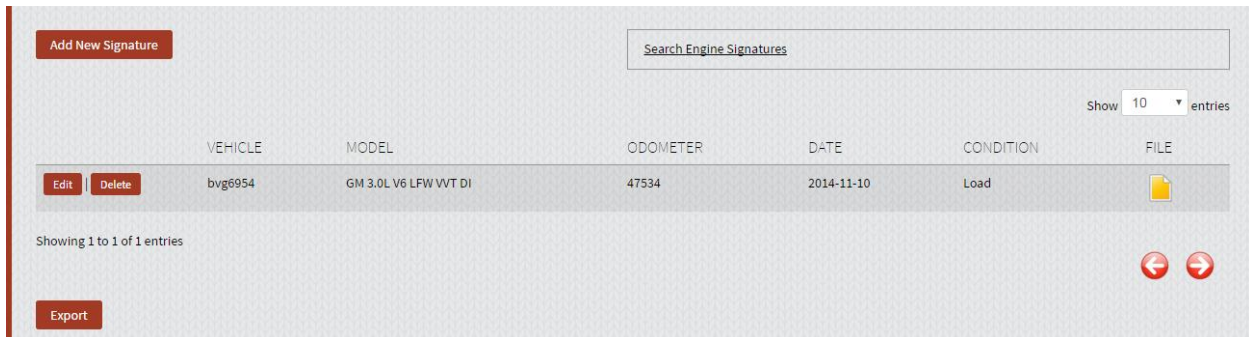 Add New Signature
Search Engine Signatures
Show 10 entries
VEHICLE MODEL ODOMETER DATE CONDITION FILE
Edit | Delete bvg6954 GM 3.0L V6 LFW VVT DI 47534 2014-11-10 Load
Showing 1 to 1 of 1 entries
Export